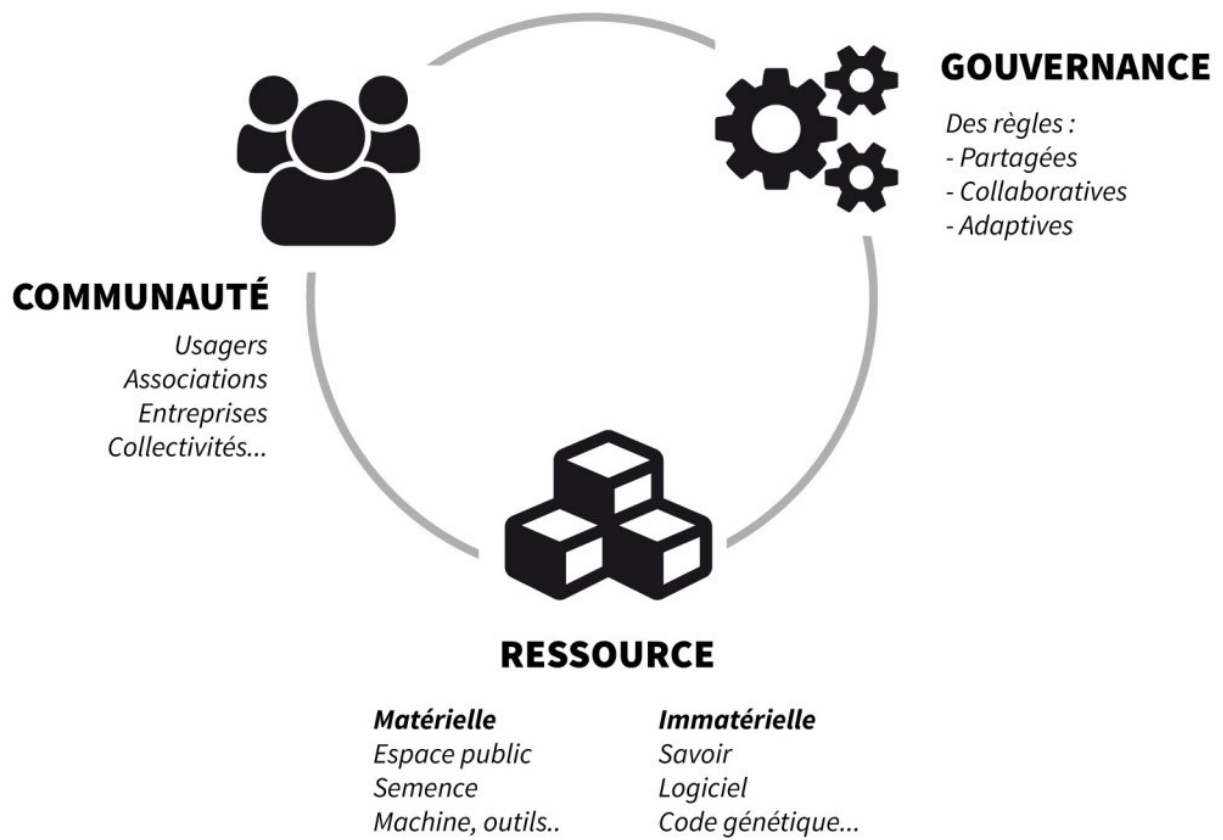 GOUVERNANCE
Des règles :
- Partagées
- Collaboratives
- Adaptives
COMMUNAUTÉ
Usagers
Associations
Entreprises
Collectivités...
RESSOURCE
Matérielle
Espace public
Semence
Machine, outils..
Immatérielle
Savoir
Logiciel
Code génétique...